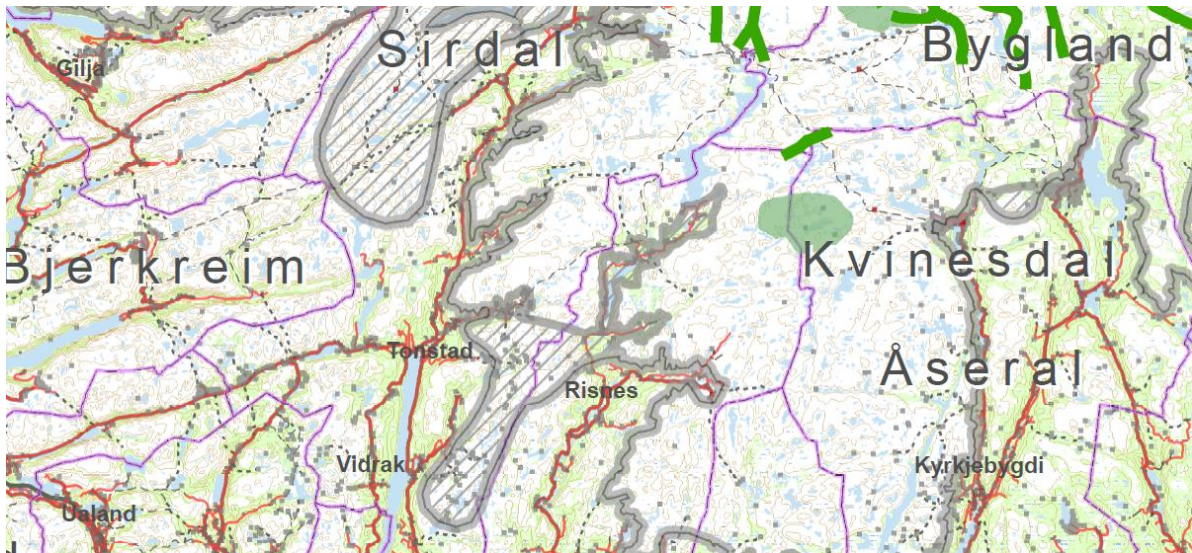 Sirdal
Bygland
Gilja
Bjerkreim
Kvinesdal
Tonstad
Åseral
Risnes
Vidrak
Kyrkjebygdi
Ualand